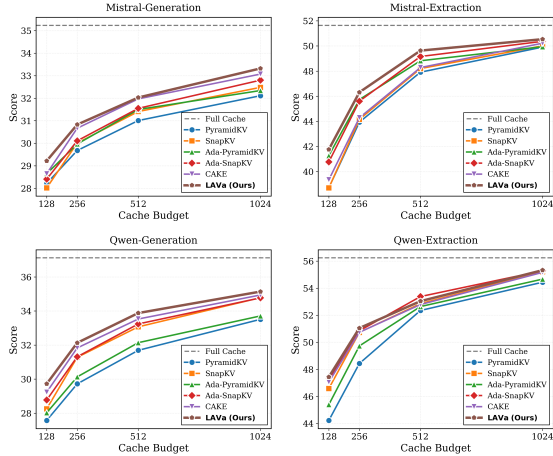 Mistral-Generation
Score
35
34
33
32
31
30
29
28
128
256
512
1024
Cache Budget
Full Cache
PyramidKV
SnapKV
Ada-PyramidKV
Ada-SnapKV
CAKE
LAVa (Ours)
Mistral-Extraction
Score
52
50
48
46
44
42
40
128
256
512
1024
Cache Budget
Full Cache
PyramidKV
SnapKV
Ada-PyramidKV
Ada-SnapKV
CAKE
LAVa (Ours)
Qwen-Generation
Score
36
34
32
30
28
128
256
512
1024
Cache Budget
Full Cache
PyramidKV
SnapKV
Ada-PyramidKV
Ada-SnapKV
CAKE
LAVa (Ours)
Qwen-Extraction
Score
56
54
52
50
48
46
44
128
256
512
1024
Cache Budget
Full Cache
PyramidKV
SnapKV
Ada-PyramidKV
Ada-SnapKV
CAKE
LAVa (Ours)